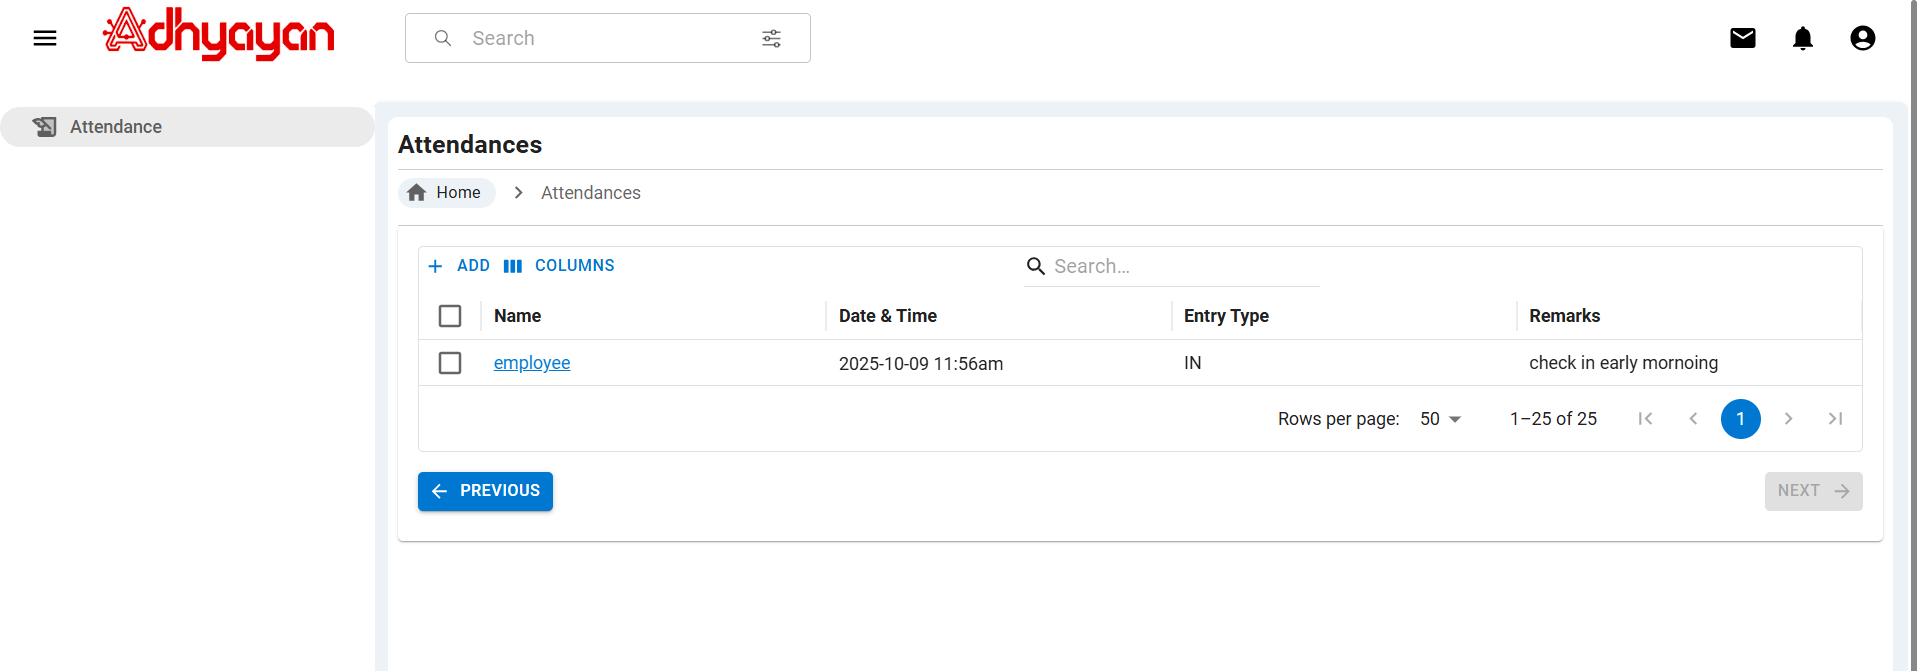 Adhyayan
Search
Attendance
Attendances
Home
Attendances
ADD COLUMNS
Search...
Name Date & Time Entry Type Remarks
employee 2025-10-09 11:56am IN check in early mornoing
Rows per page: 50 1–25 of 25 1
PREVIOUS
NEXT